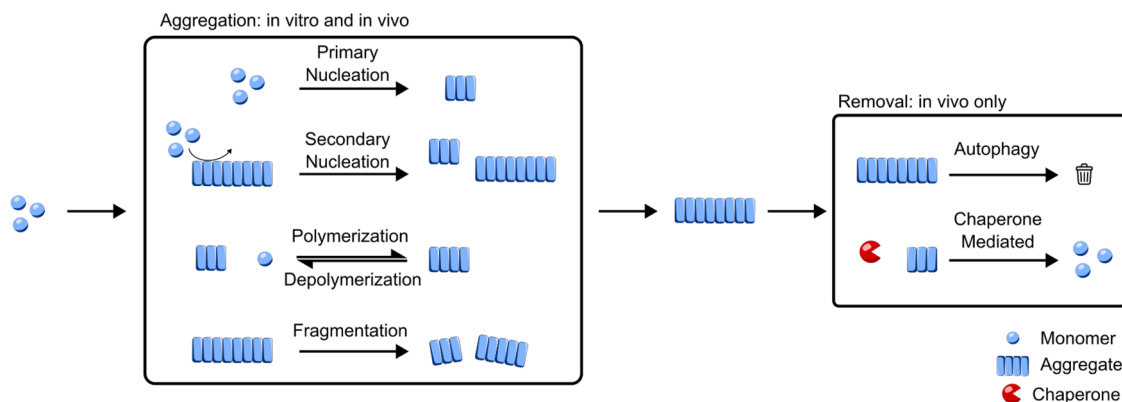 Aggregation: in vitro and in vivo
Primary
Nucleation
Secondary
Nucleation
Polymerization
Depolymerization
Fragmentation
Removal: in vivo only
Autophagy
Chaperone
Mediated
Monomer
Aggregate
Chaperone